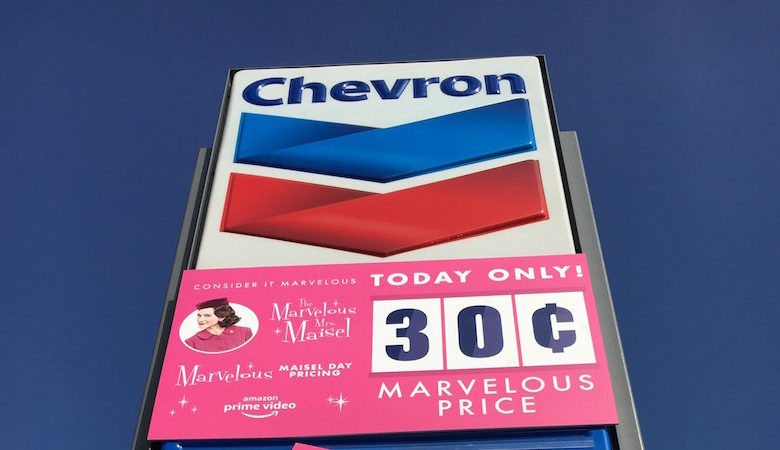 Chevron
CONSIDER IT MARVELOUS
The
Marvelous
Mrs.
Maisel
Marvelous MAISEL DAY
PRICING
amazon
prime video
TODAY ONLY!
30¢
MARVELOUS
PRICE